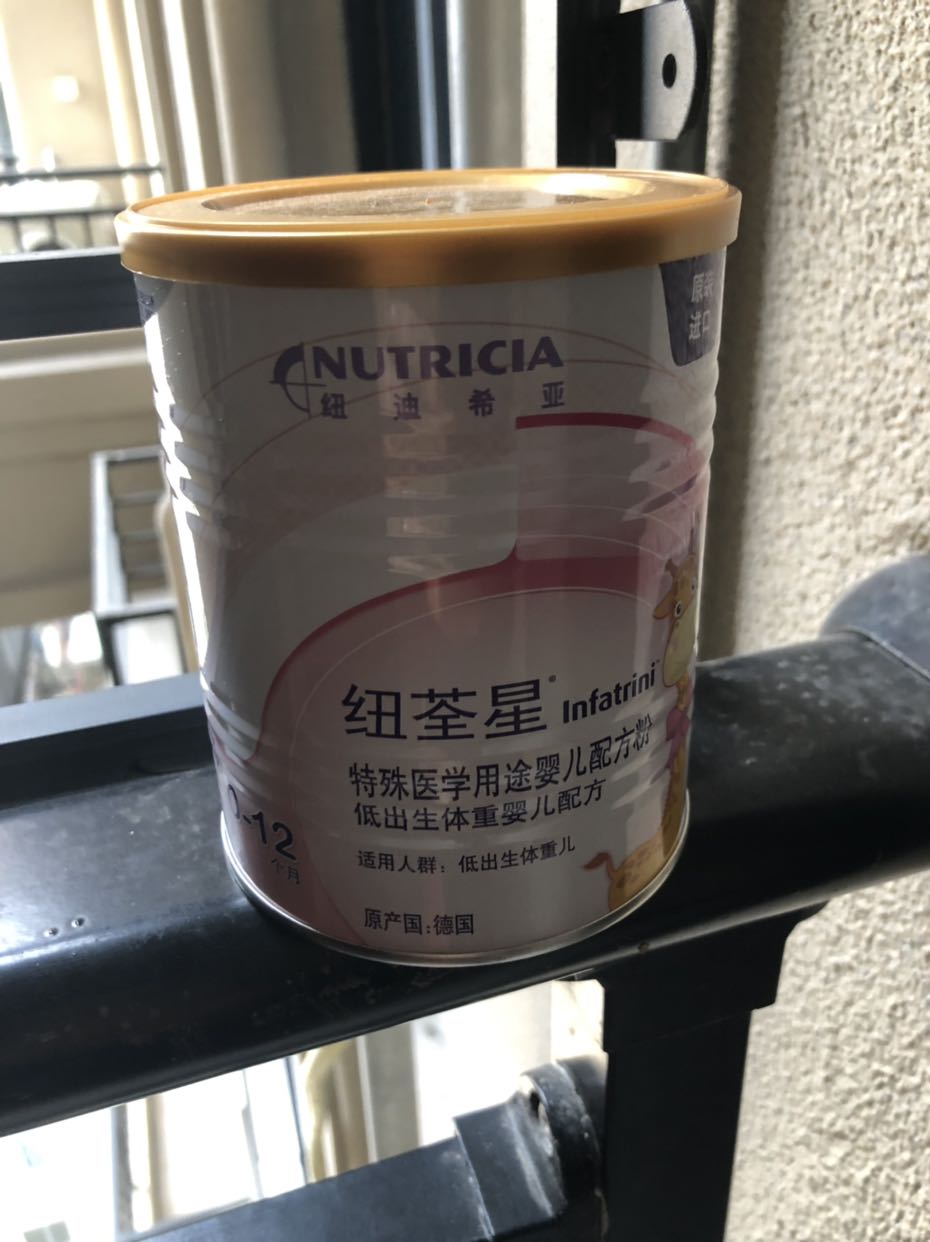 原装
进口
NUTRICIA
纽迪希亚
纽荃星® Infatrini™
特殊医学用途婴儿配方粉
低出生体重婴儿配方
0-12
个月
适用人群：低出生体重儿
原产国:德国